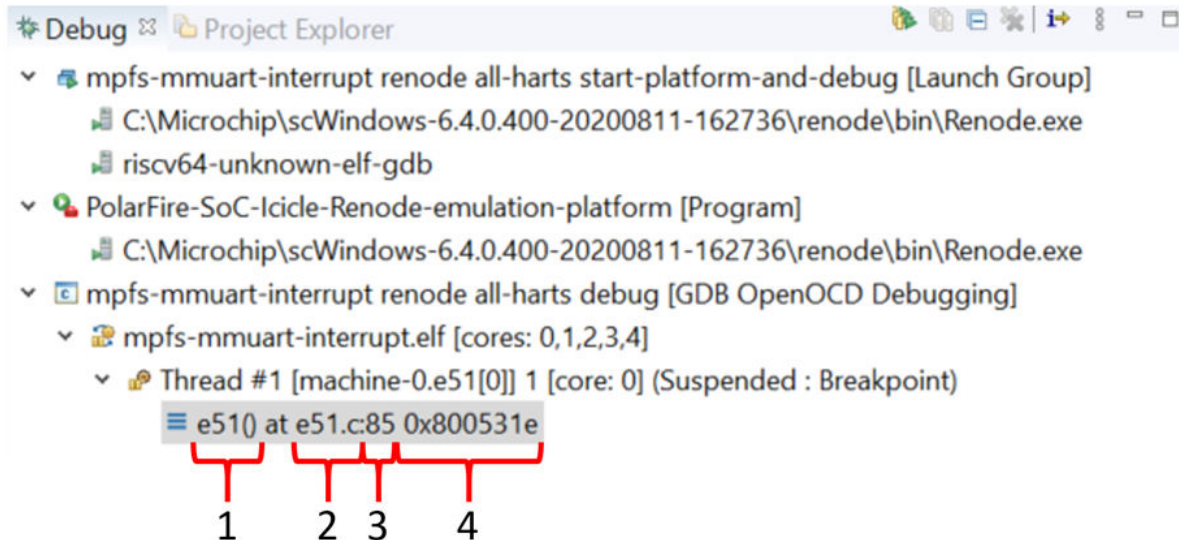 Debug Project Explorer
mpfs-mmuart-interrupt renode all-harts start-platform-and-debug [Launch Group]
C:\Microchip\scWindows-6.4.0.400-20200811-162736\renode\bin\Renode.exe
riscv64-unknown-elf-gdb
PolarFire-SoC-Icicle-Renode-emulation-platform [Program]
C:\Microchip\scWindows-6.4.0.400-20200811-162736\renode\bin\Renode.exe
mpfs-mmuart-interrupt renode all-harts debug [GDB OpenOCD Debugging]
mpfs-mmuart-interrupt.elf [cores: 0,1,2,3,4]
Thread #1 [machine-0.e51[0]] 1 [core: 0] (Suspended : Breakpoint)
e51() at e51.c:85 0x800531e
1 2 3 4